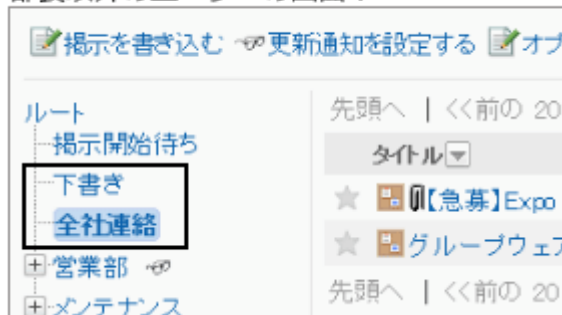 掲示を書き込む 更新通知を設定する オプ
ルート
掲示開始待ち
下書き
全社連絡
営業部
メンテナンス
先頭へ | <<前の 20
タイトル
【急募】Expo
グループウェア
先頭へ | <<前の 20